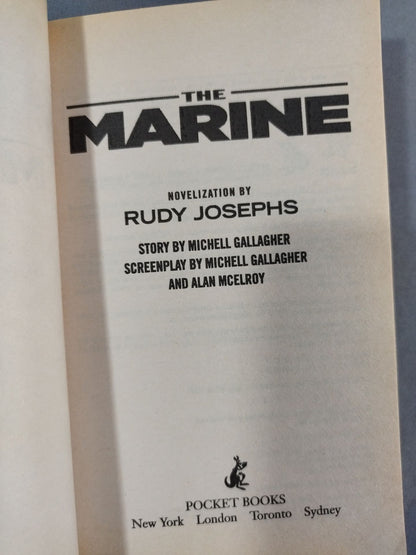 THE
MARINE
NOVELIZATION BY
RUDY JOSEPHS
STORY BY MICHELL GALLAGHER
SCREENPLAY BY MICHELL GALLAGHER
AND ALAN MCELROY
POCKET BOOKS
New York London Toronto Sydney